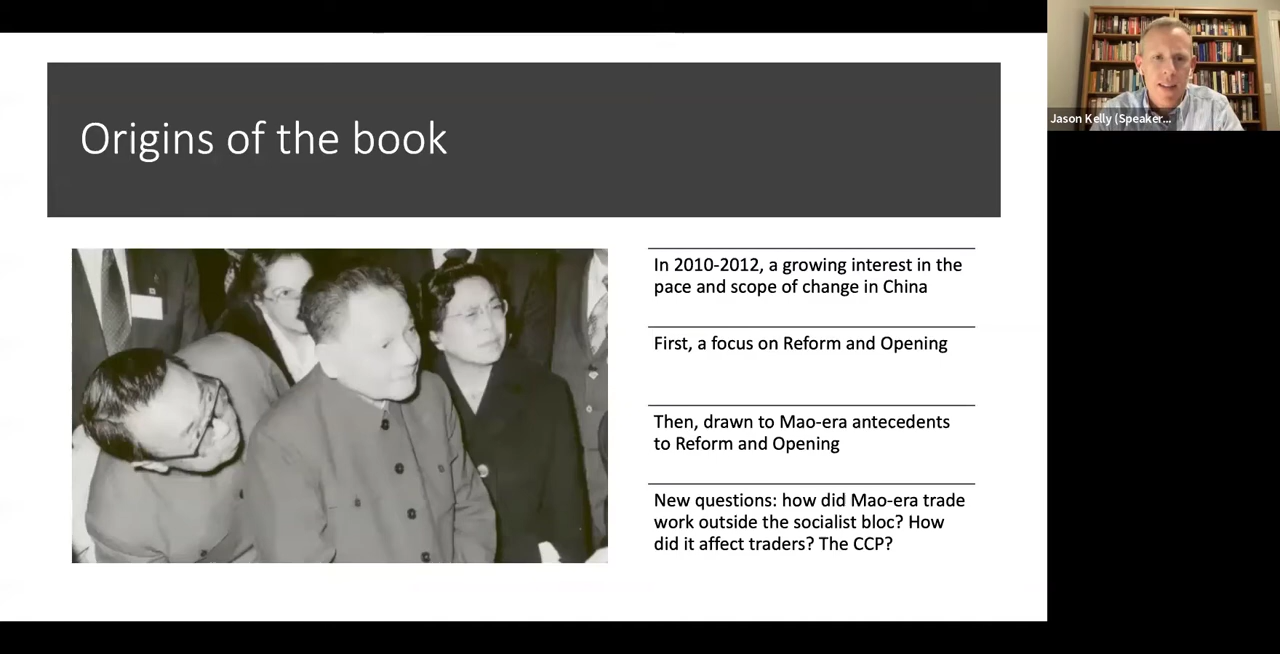 Origins of the book
In 2010-2012, a growing interest in the
pace and scope of change in China
First, a focus on Reform and Opening
Then, drawn to Mao-era antecedents
to Reform and Opening
New questions: how did Mao-era trade
work outside the socialist bloc? How
did it affect traders? The CCP?
Jason Kelly (Speaker...